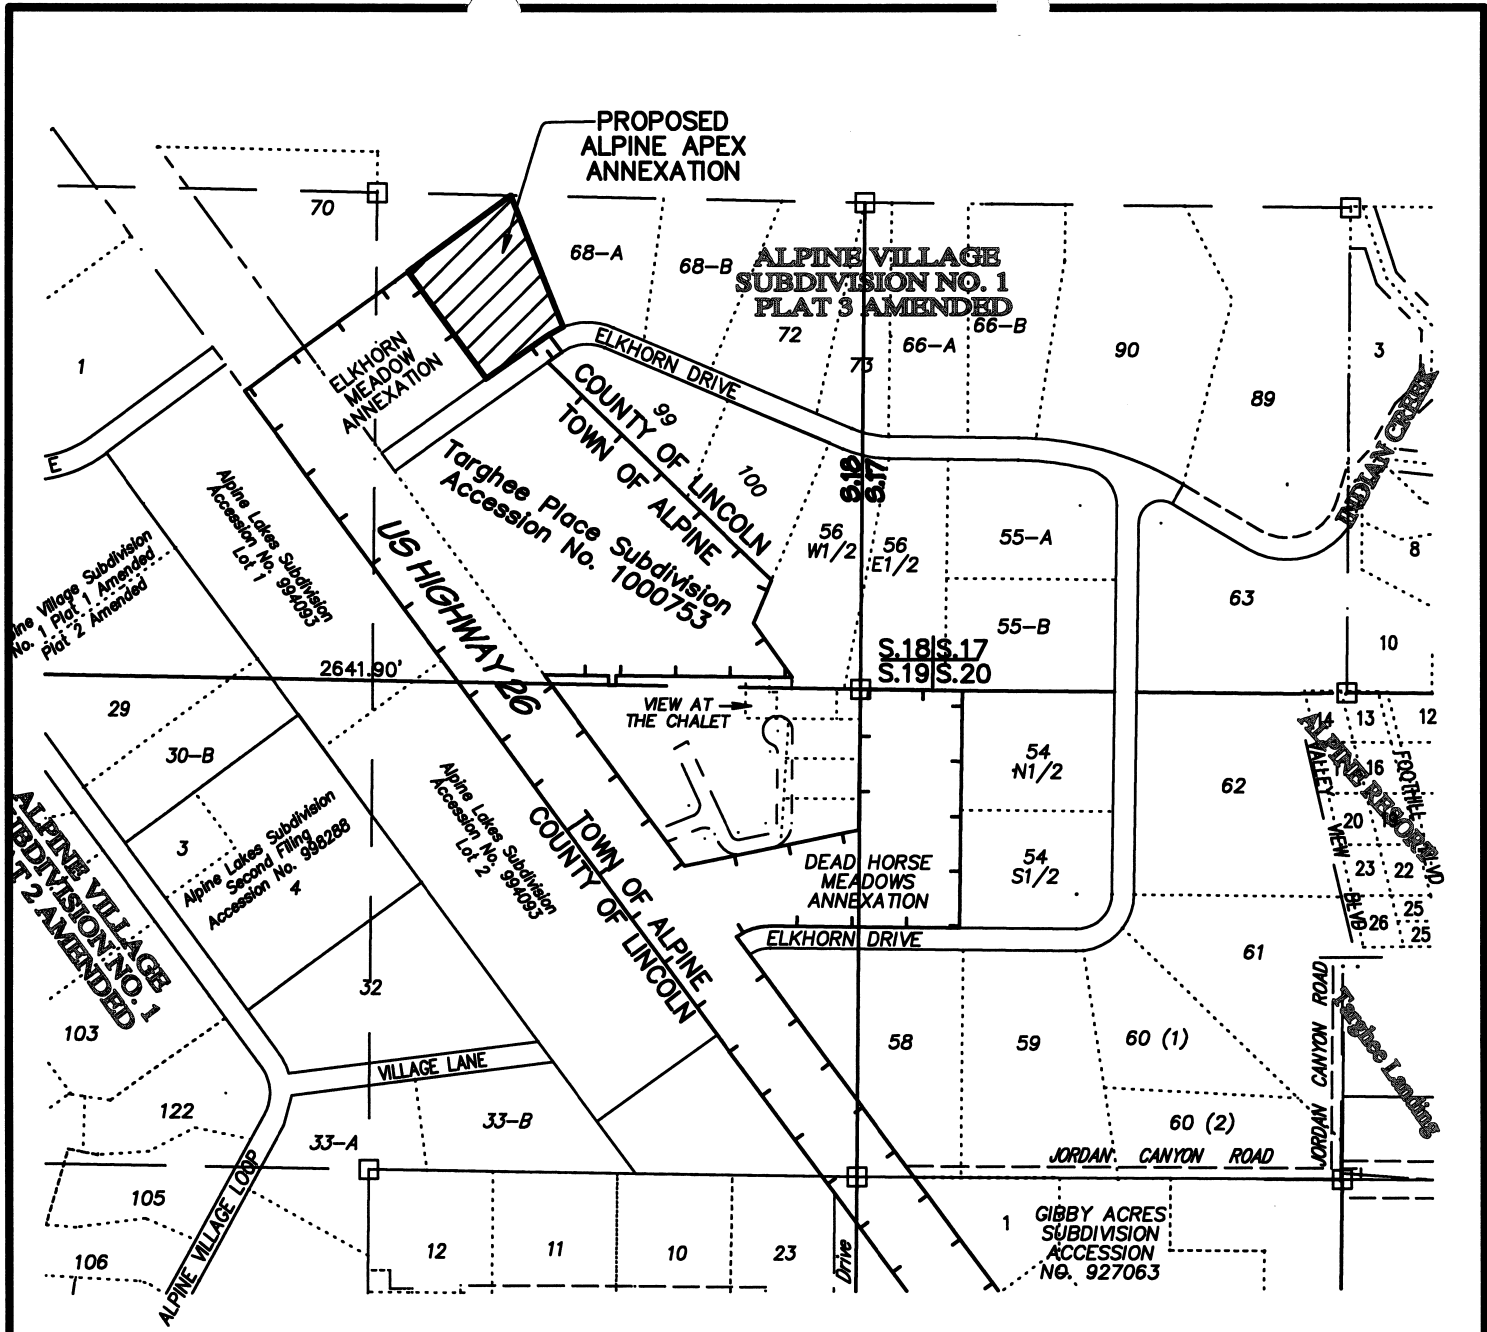 PROPOSED
ALPINE APEX
ANNEXATION
70
68-A
68-B
ALPINE VILLAGE
SUBDIVISION NO. 1
PLAT 3 AMENDED
72
73
66-A
66-B
90
89
3
1
ELKHORN
MEADOW
ANNEXATION
ELKHORN DRIVE
COUNTY OF LINCOLN
TOWN OF ALPINE
99
100
Targhee Place Subdivision
Accession No. 1000753
S.18
S.17
INDIAN CREEK
E
Alpine Lakes Subdivision
Accession No. 994093
Lot 1
US HIGHWAY 26
56
W1/2
56
E1/2
55-A
55-B
63
8
10
ine Village Subdivision
No. 1 Plat 1 Amended
Plat 2 Amended
2641.90'
S.18 S.17
S.19 S.20
VIEW AT
THE CHALET
29
30-B
3
Alpine Lakes Subdivision
Second Filing
Accession No. 998288
4
Alpine Lakes Subdivision
Accession No. 994093
Lot 2
TOWN OF ALPINE
COUNTY OF LINCOLN
54
N1/2
54
S1/2
62
14
13
12
16
20
23
22
25
26
25
VALLEY VIEW BLVD
FOOTHILL BLVD
ALPINE RESORT
DEAD HORSE
MEADOWS
ANNEXATION
ELKHORN DRIVE
ALPINE VILLAGE
UBDIVISION NO. 1
AT 2 AMENDED
32
61
103
VILLAGE LANE
58
59
60 (1)
60 (2)
JORDAN CANYON ROAD
JORDAN CANYON ROAD
Targhee Landing
122
33-A
33-B
105
106
ALPINE VILLAGE LOOP
12
11
10
23
Drive
1
GIBBY ACRES
SUBDIVISION
ACCESSION
NO. 927063